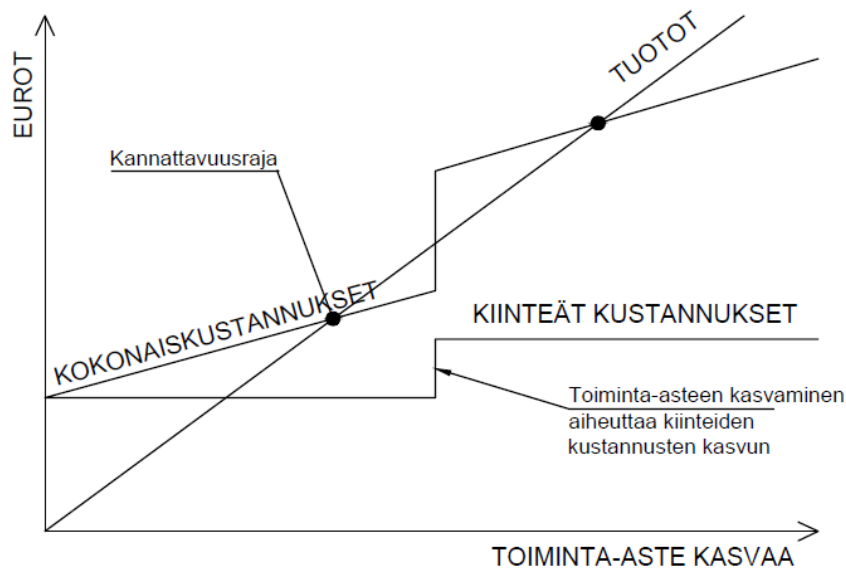 EUROT
TUOTOT
Kannattavuusraja
KOKONAISKUSTANNUKSET
KIINTEÄT KUSTANNUKSET
Toiminta-asteen kasvaminen
aiheuttaa kiinteiden
kustannusten kasvun
TOIMINTA-ASTE KASVAA